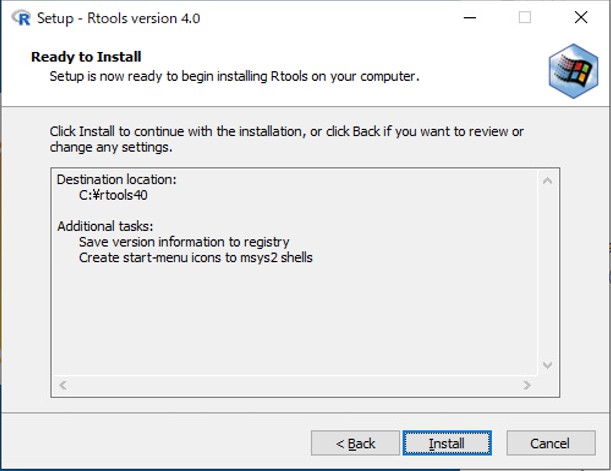 Setup - Rtools version 4.0
Ready to Install
Setup is now ready to begin installing Rtools on your computer.
Click Install to continue with the installation, or click Back if you want to review or
change any settings.
Destination location:
C:¥rtools40
Additional tasks:
Save version information to registry
Create start-menu icons to msys2 shells
< Back
Install
Cancel